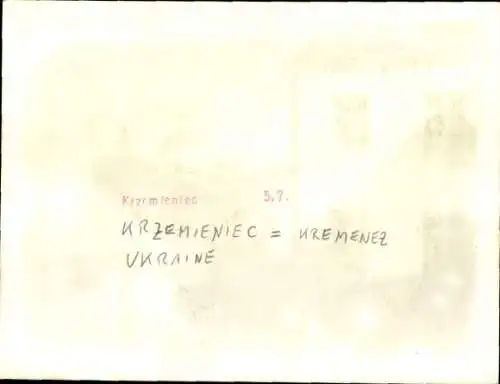 Krzemieniec 5.7.
KRZEMIENIEC = KREMENEZ
UKRAINE